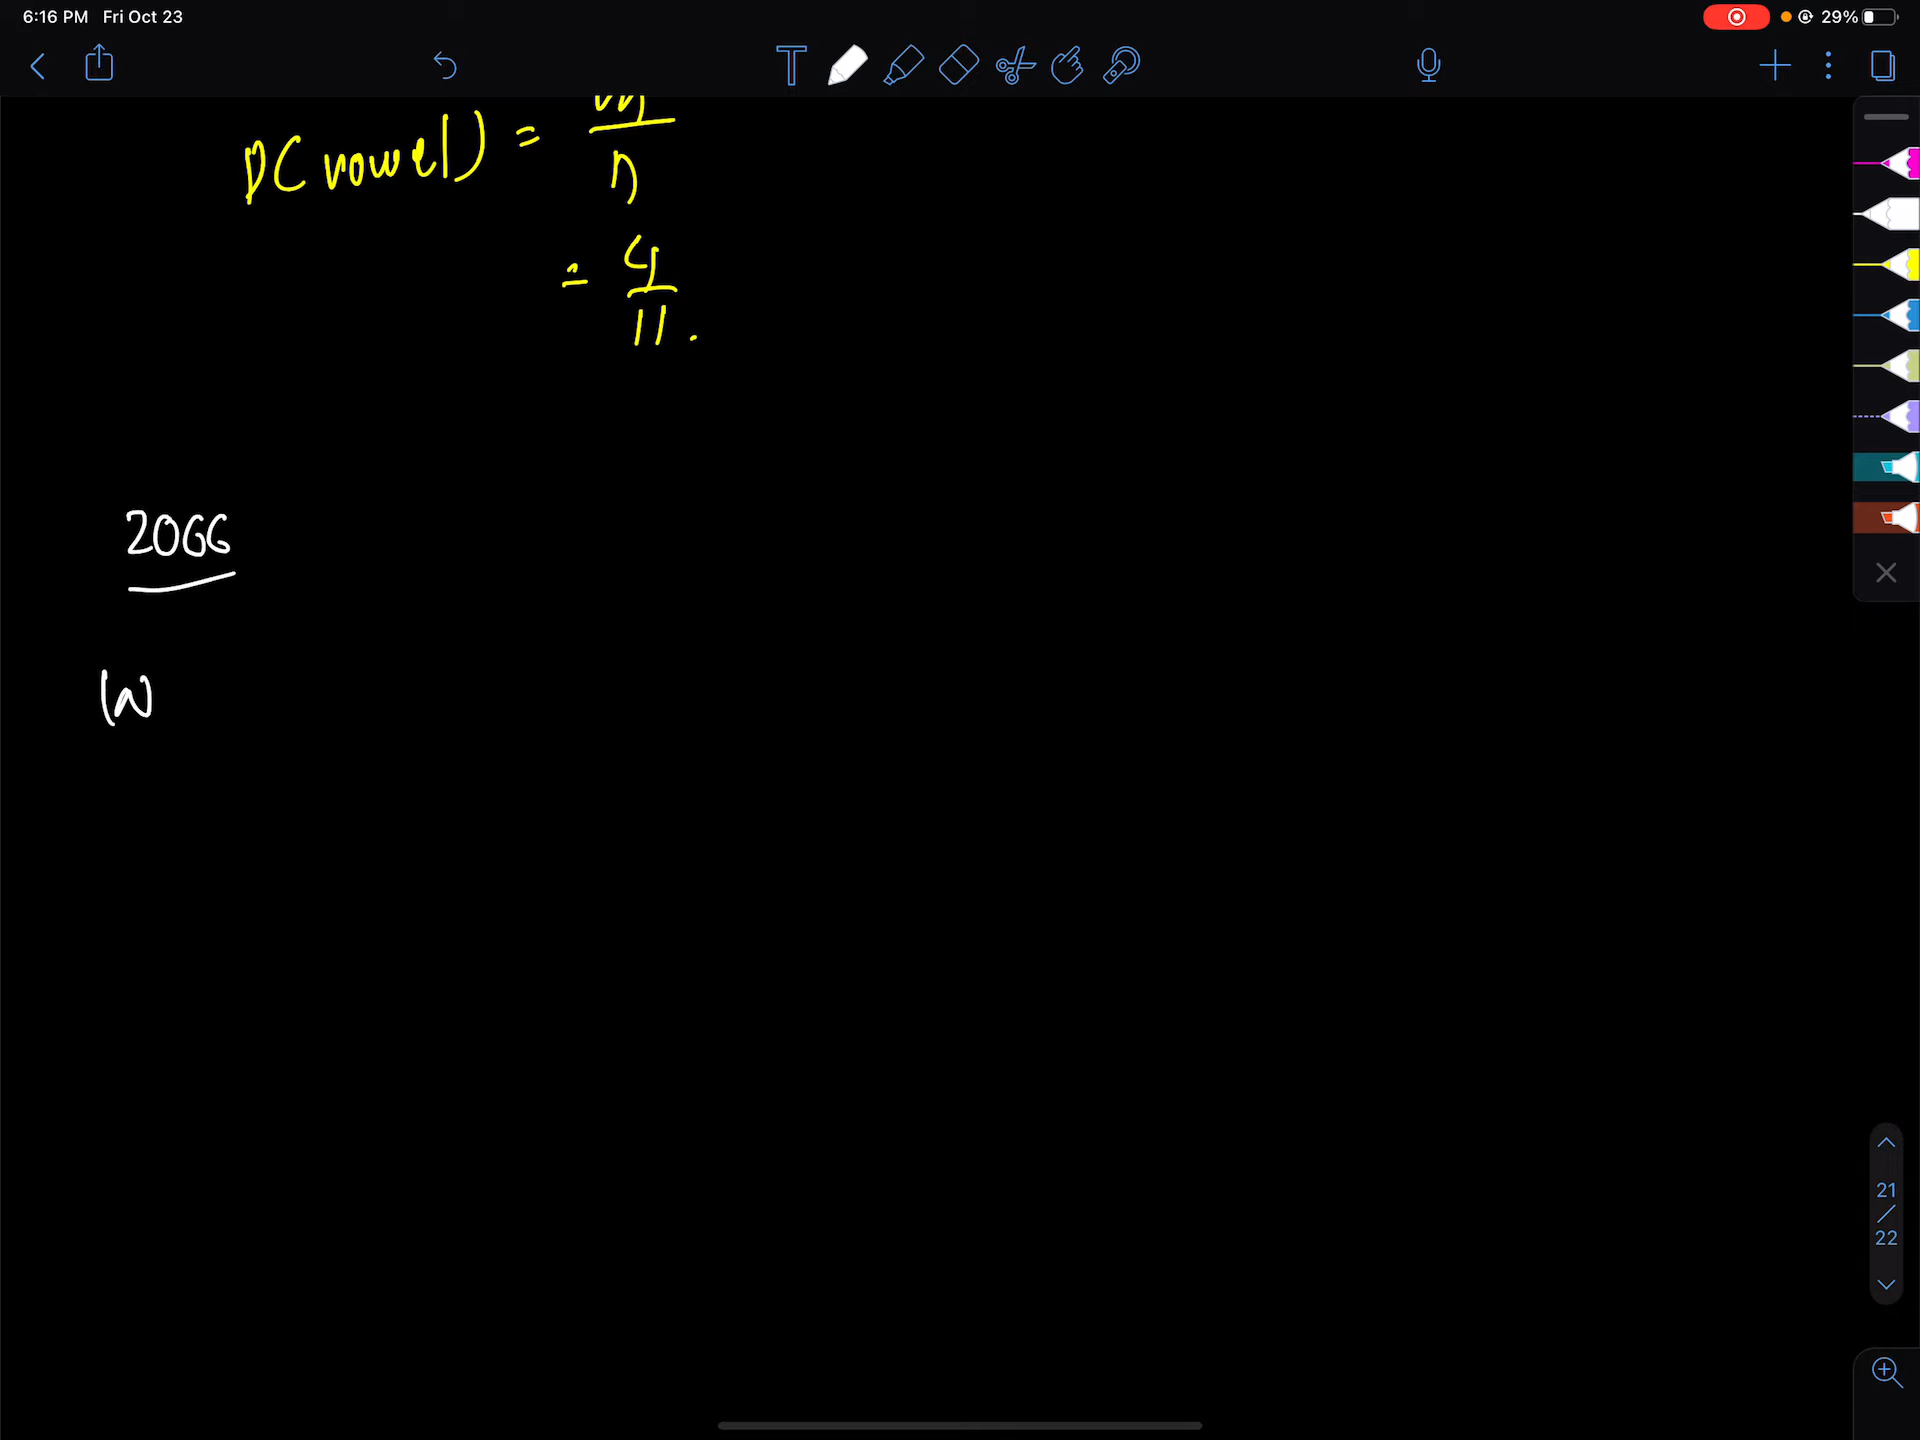 6:16 PM Fri Oct 23
29%
P(vowel) = m
n
= 4
11.
2066
(a)
21
/
22